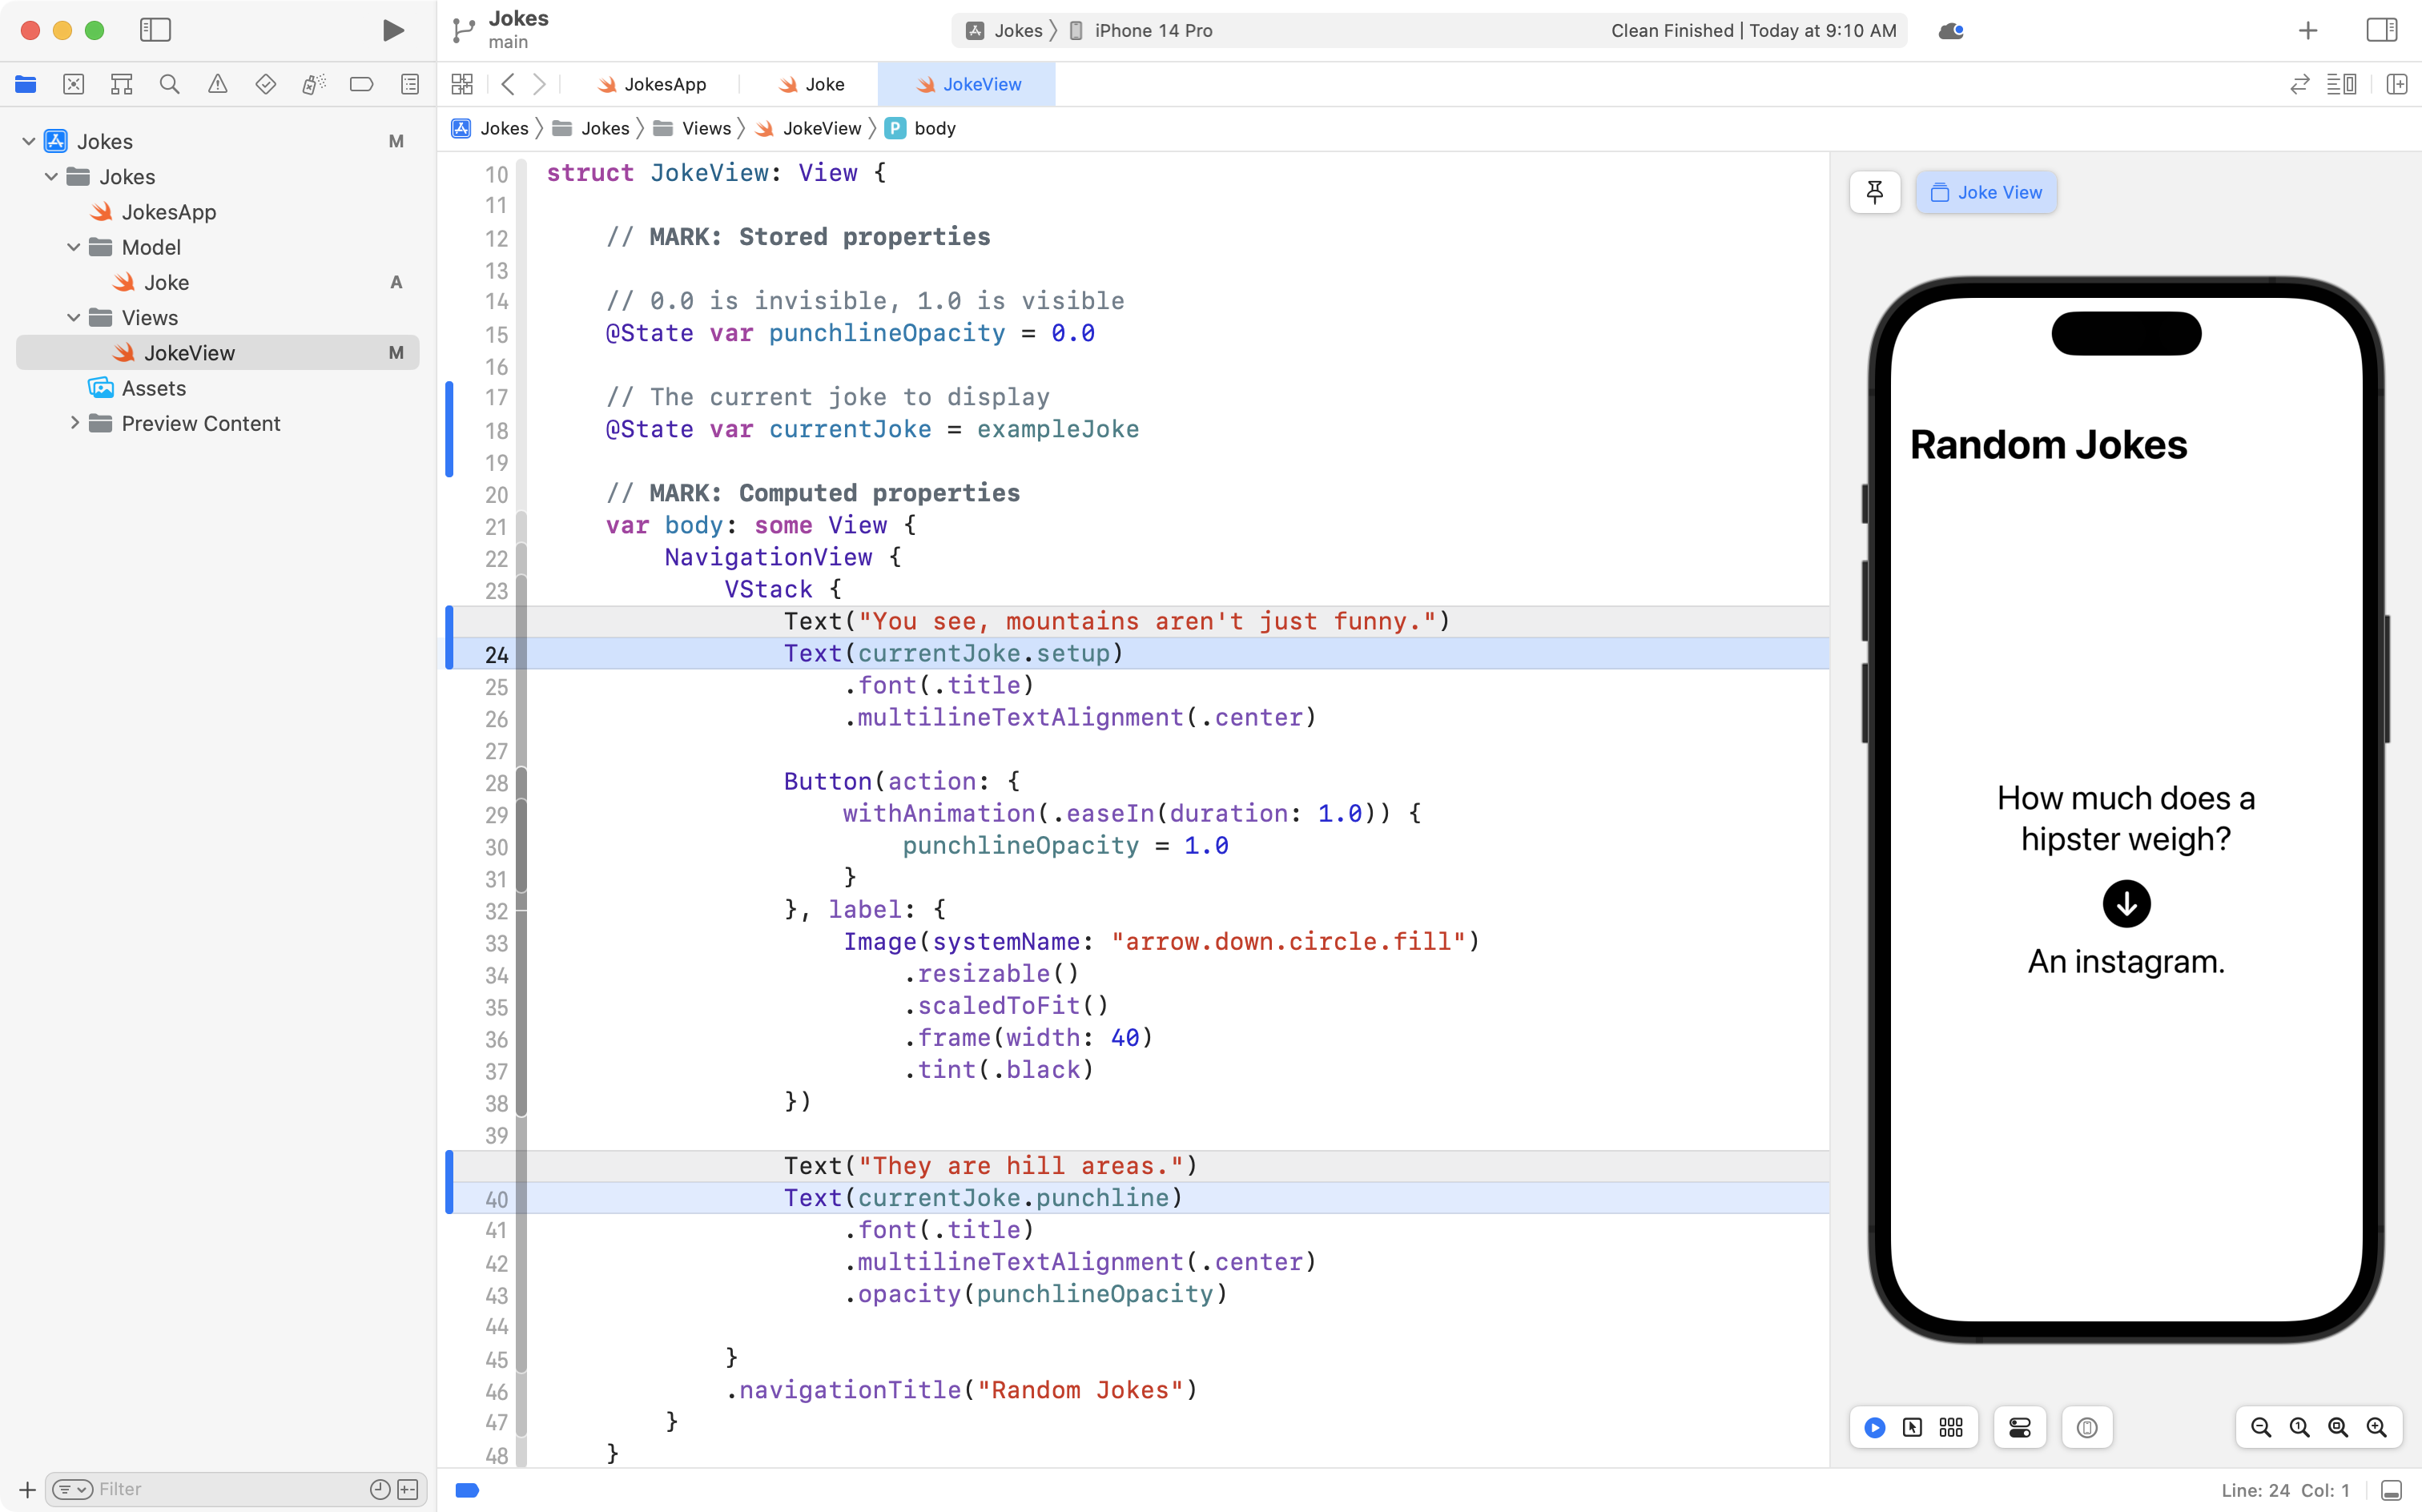 Jokes
main
Jokes
iPhone 14 Pro
Clean Finished | Today at 9:10 AM
JokesApp
Joke
JokeView
Jokes
Jokes
Views
JokeView
P
body
Jokes M
Jokes
JokesApp
Model
Joke A
Views
JokeView M
Assets
Preview Content
Filter
10 struct JokeView: View {
11
12 // MARK: Stored properties
13
14 // 0.0 is invisible, 1.0 is visible
15 @State var punchlineOpacity = 0.0
16
17 // The current joke to display
18 @State var currentJoke = exampleJoke
19
20 // MARK: Computed properties
21 var body: some View {
22 NavigationView {
23 VStack {
Text("You see, mountains aren't just funny.")
24 Text(currentJoke.setup)
25 .font(.title)
26 .multilineTextAlignment(.center)
27
28 Button(action: {
29 withAnimation(.easeIn(duration: 1.0)) {
30 punchlineOpacity = 1.0
31 }
32 }, label: {
33 Image(systemName: "arrow.down.circle.fill")
34 .resizable()
35 .scaledToFit()
36 .frame(width: 40)
37 .tint(.black)
38 })
39
Text("They are hill areas.")
40 Text(currentJoke.punchline)
41 .font(.title)
42 .multilineTextAlignment(.center)
43 .opacity(punchlineOpacity)
44
45 }
46 .navigationTitle("Random Jokes")
47 }
48 }
Joke View
Random Jokes
How much does a
hipster weigh?
An instagram.
Line: 24 Col: 1